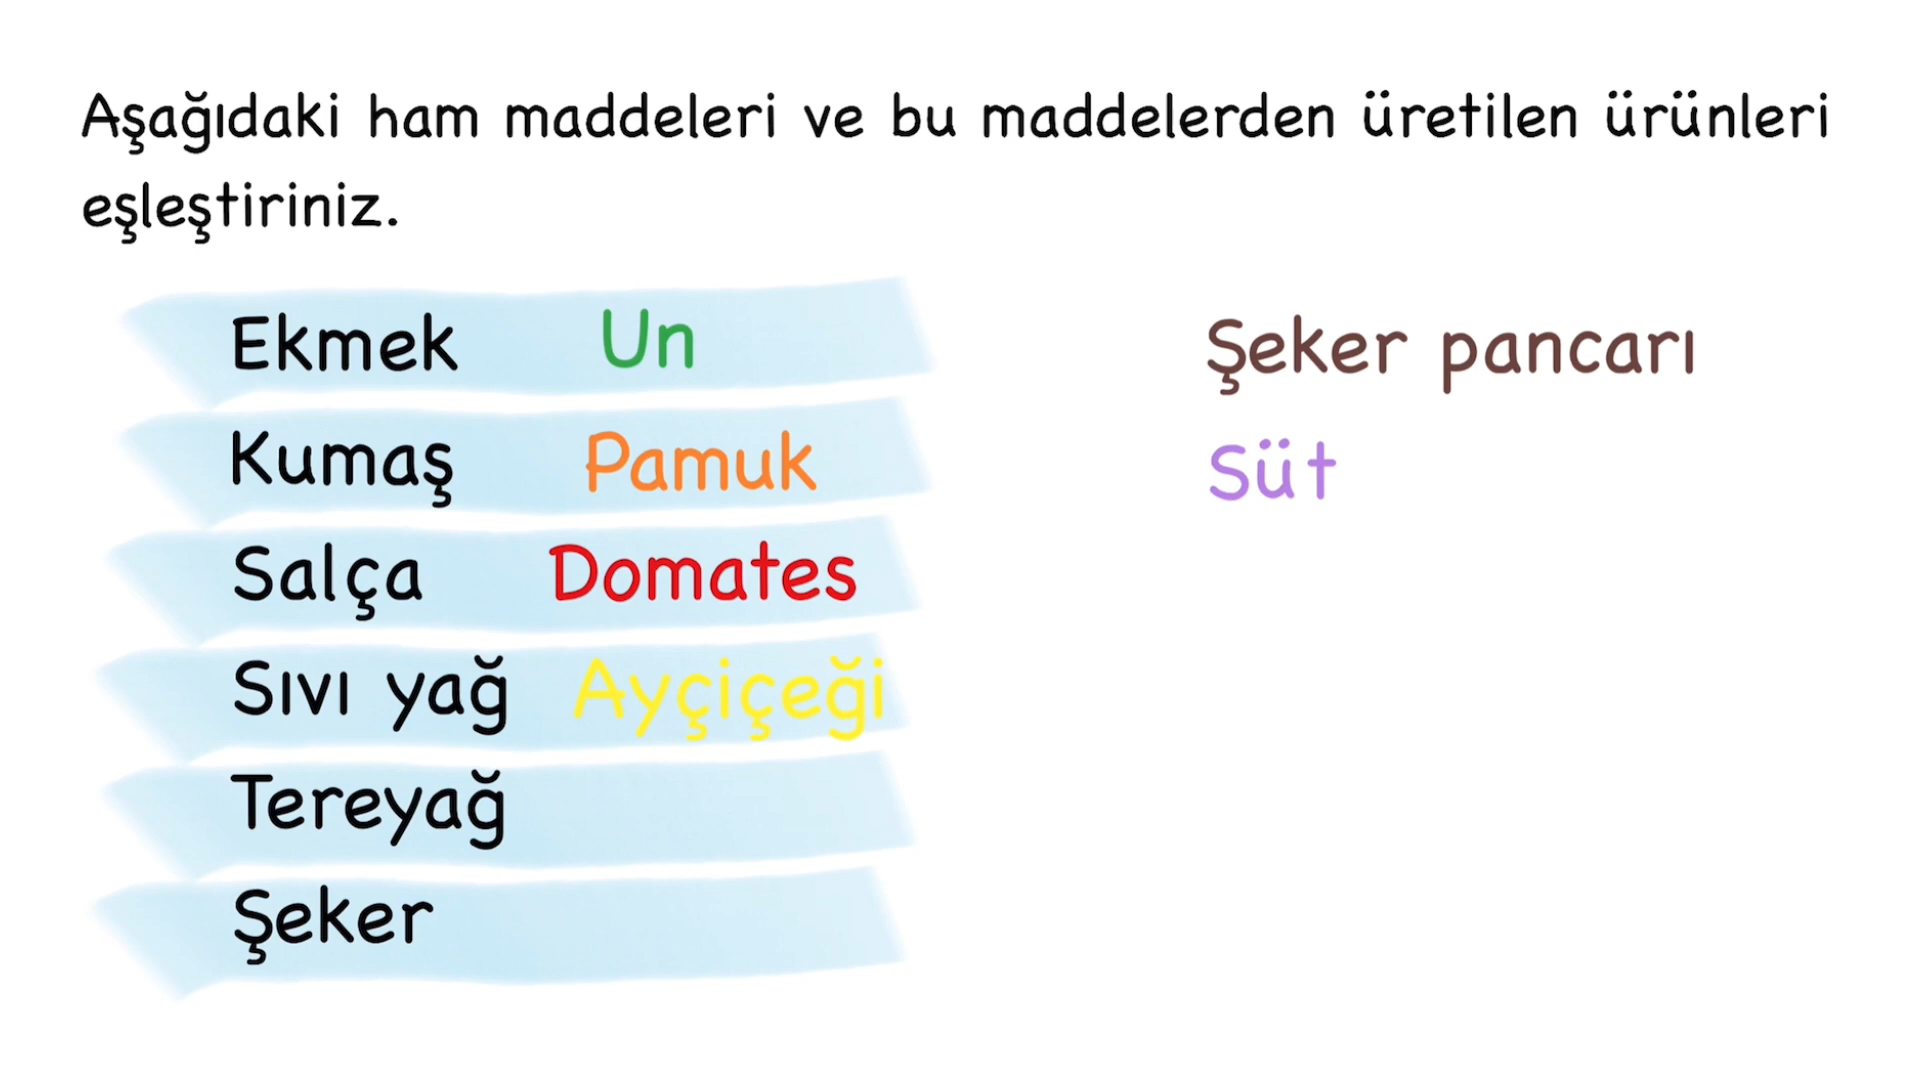 Aşağıdaki ham maddeleri ve bu maddelerden üretilen ürünleri
eşleştiriniz.
Ekmek Un
Kumaş Pamuk
Salça Domates
Sıvı yağ Ayçiçeği
Tereyağ
Şeker
Şeker pancarı
Süt